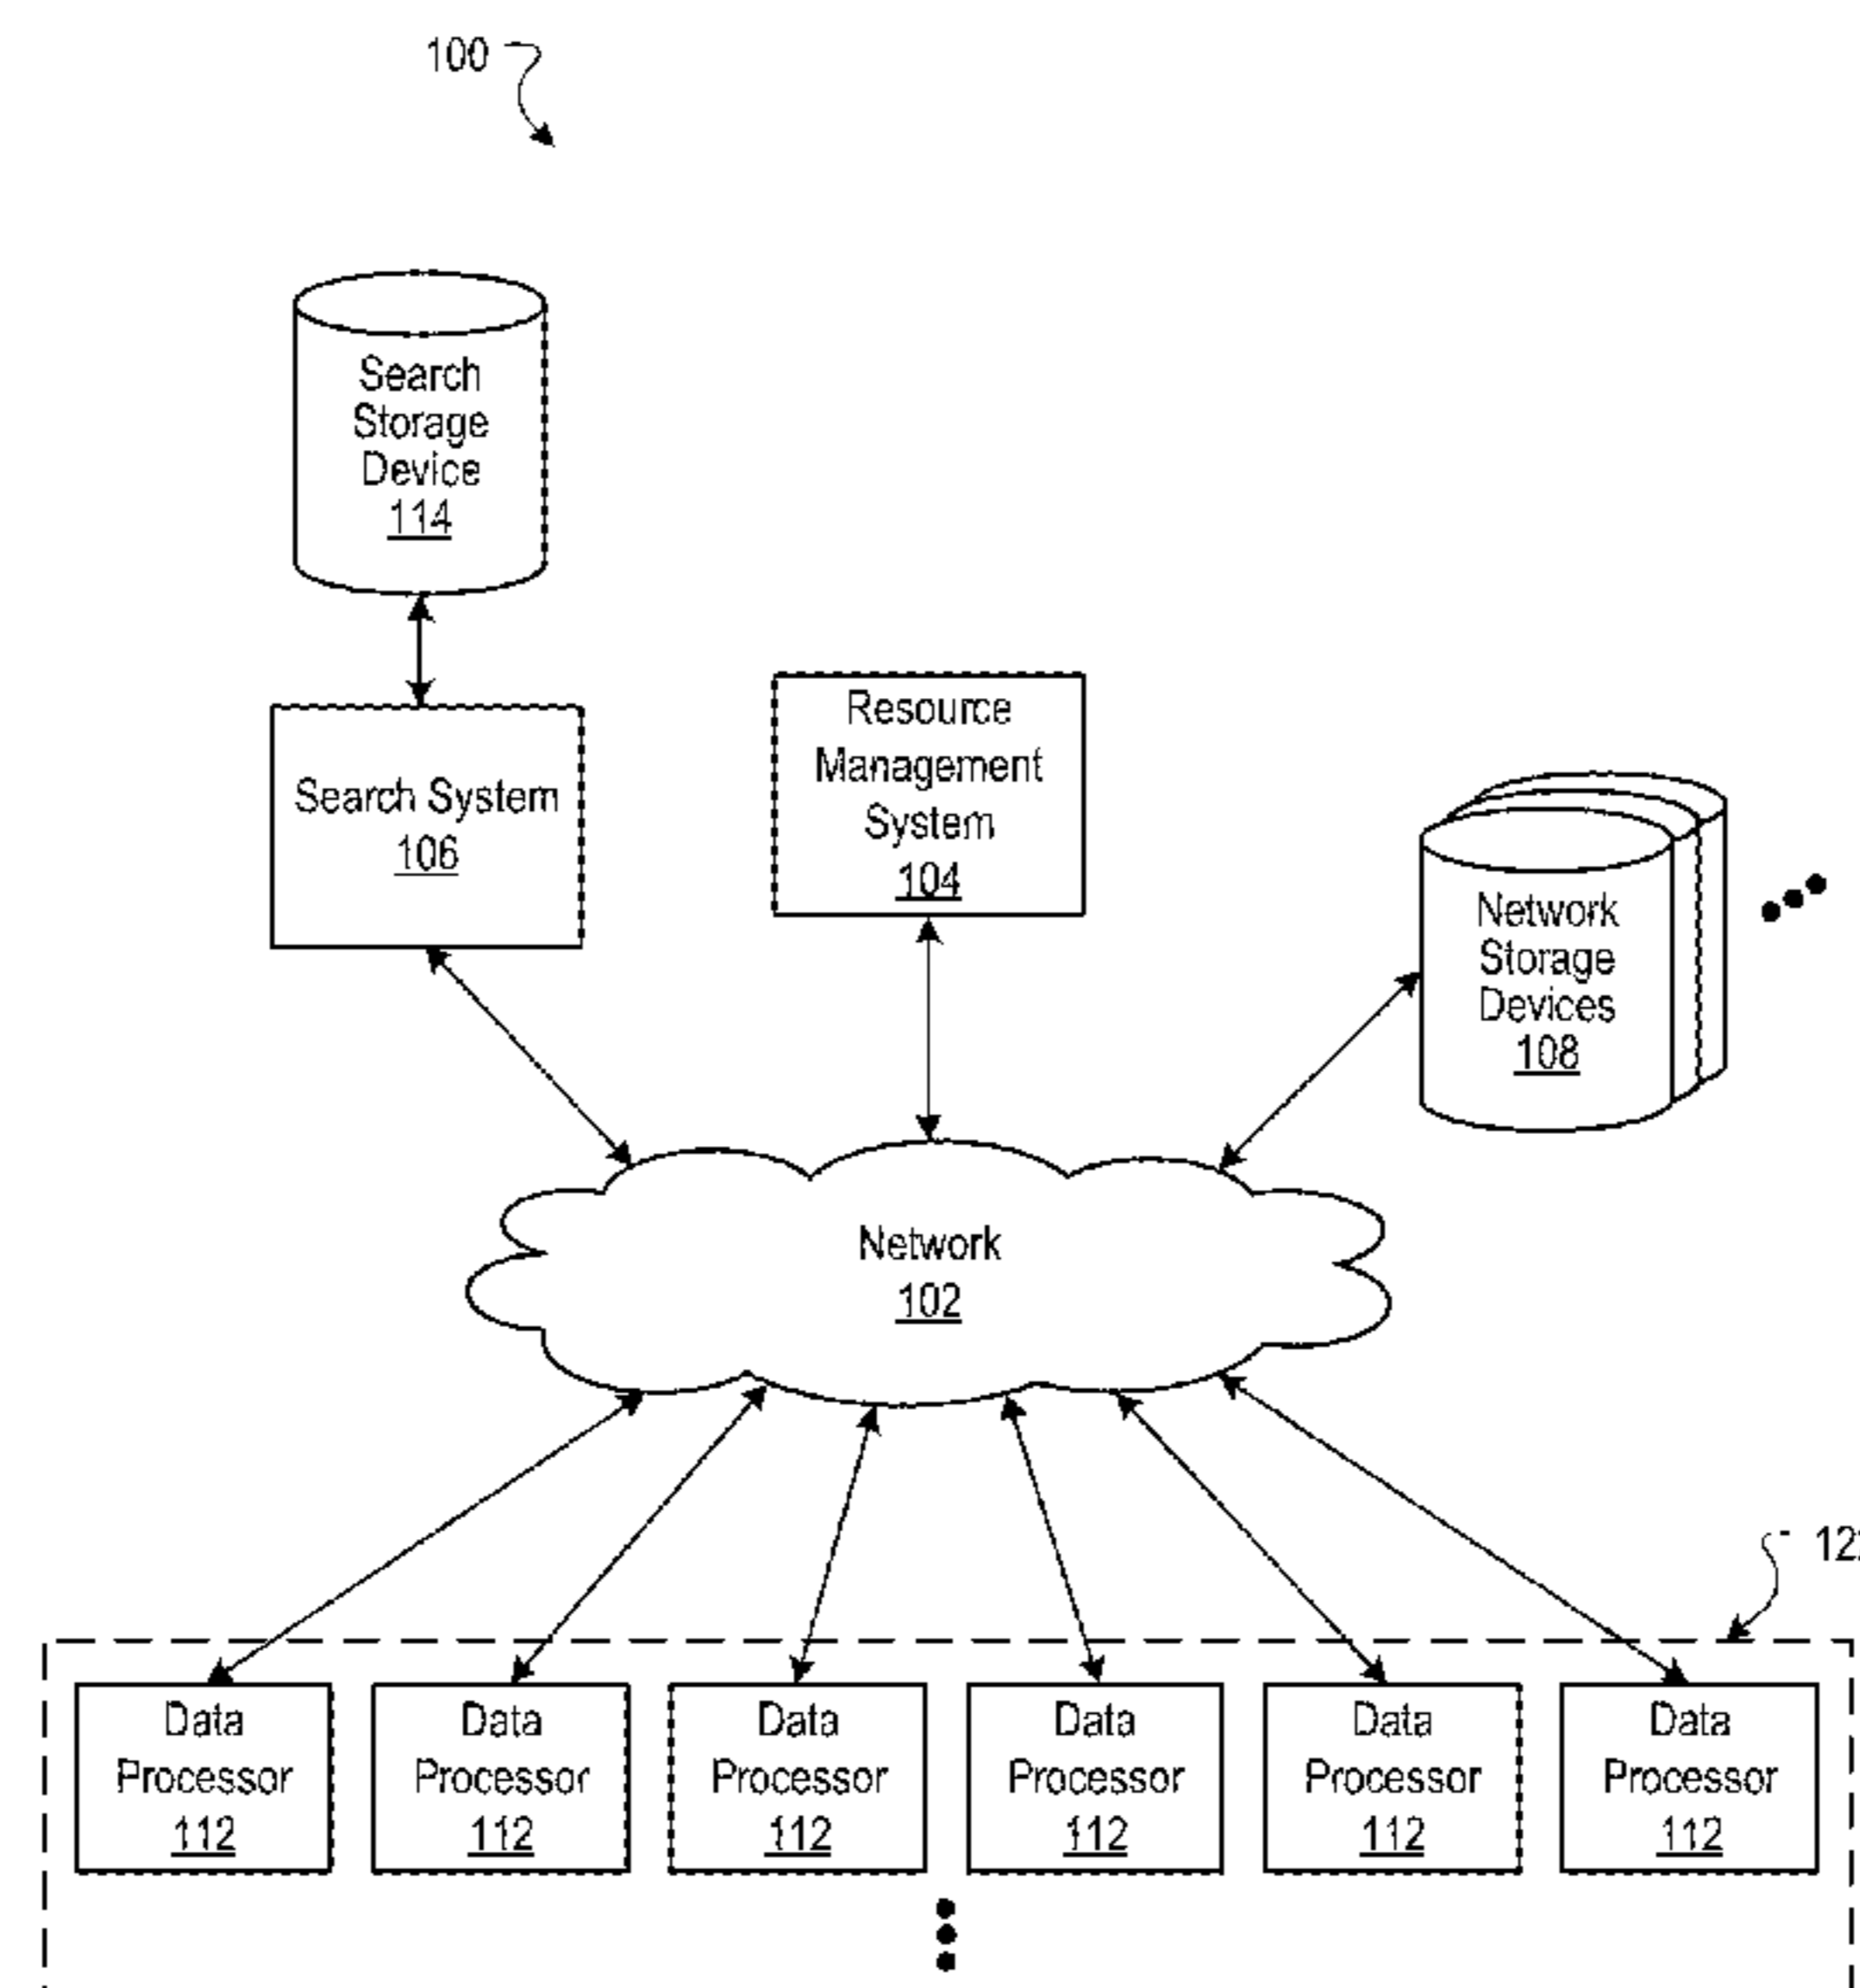 100
Search
Storage
Device
114
Search System
106
Resource
Management
System
104
Network
Storage
Devices
108
Network
102
Data
Processor
112
Data
Processor
112
Data
Processor
112
Data
Processor
112
Data
Processor
112
Data
Processor
112